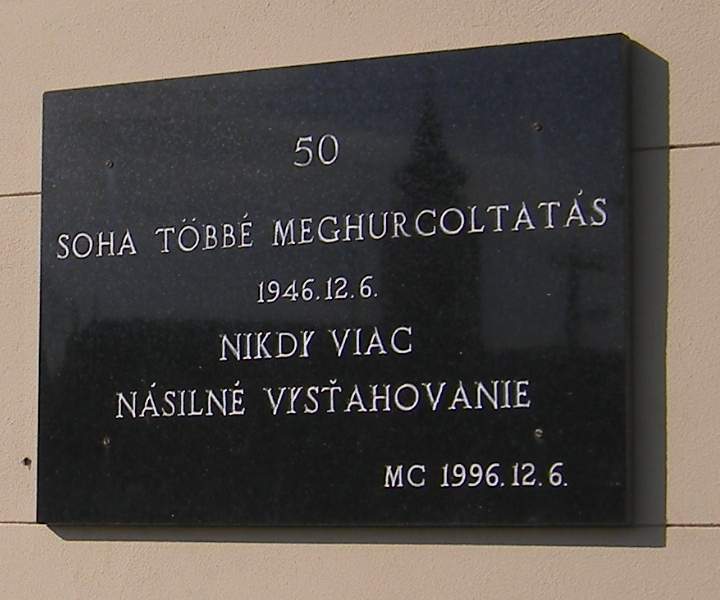 50
SOHA TÖBBÉ MEGHURCOLTATÁS
1946.12.6.
NIKDY VIAC
NÁSILNÉ VYSŤAHOVANIE
MC 1996.12.6.